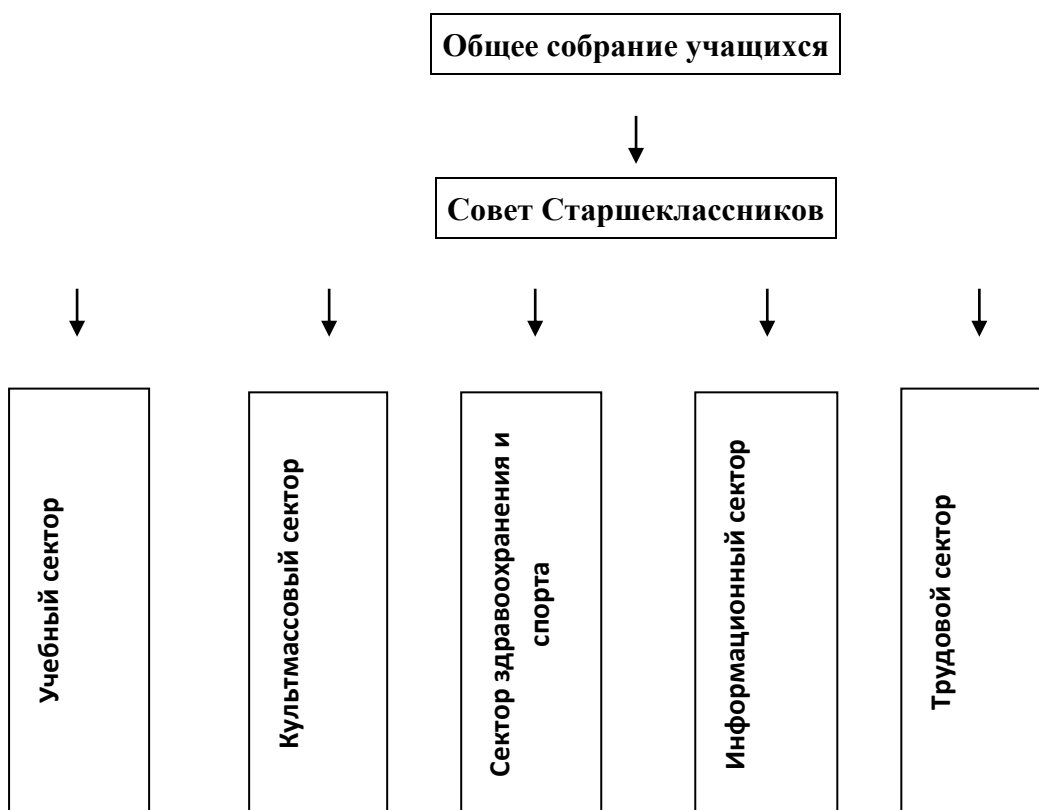 Общее собрание учащихся
Совет Старшеклассников
Учебный сектор
Культмассовый сектор
Сектор здравоохранения и
спорта
Информационный сектор
Трудовой сектор